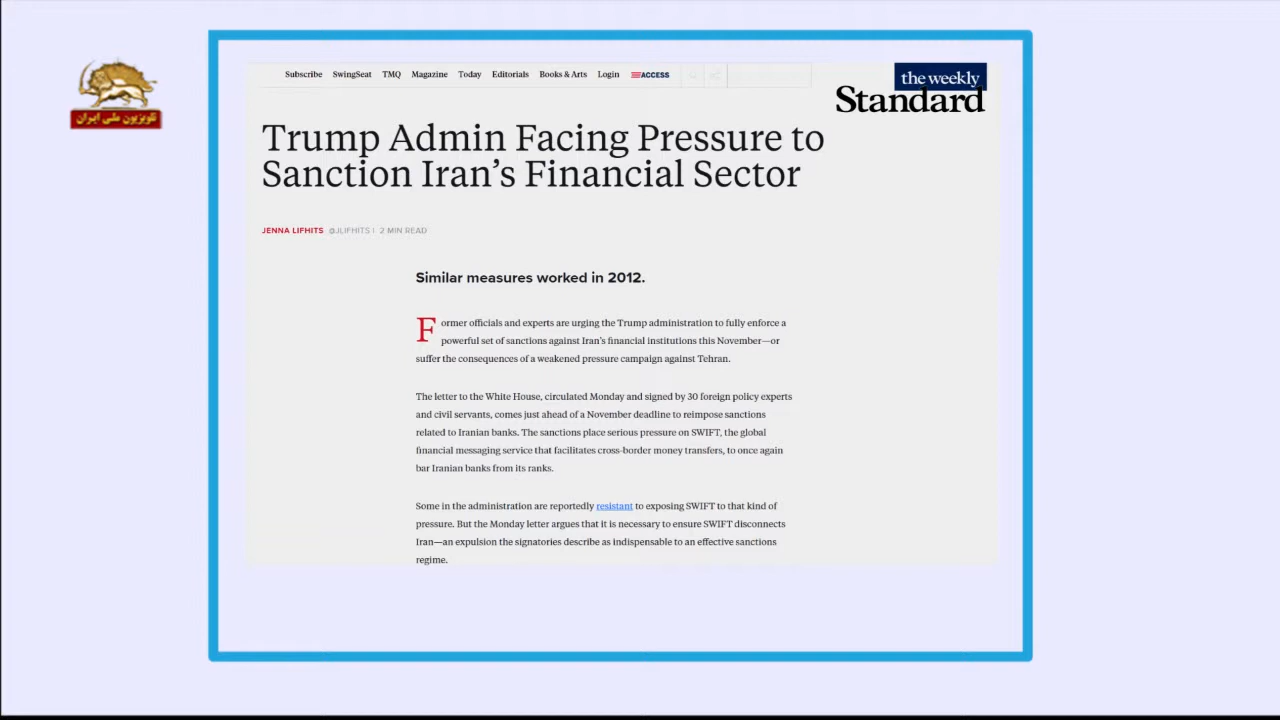 تلویزیون ملی ایران
Subscribe SwingSeat TMQ Magazine Today Editorials Books & Arts Login ACCESS
the weekly
Standard
Trump Admin Facing Pressure to
Sanction Iran’s Financial Sector
JENNA LIFHITS @JLIFHITS | 2 MIN READ
Similar measures worked in 2012.
Former officials and experts are urging the Trump administration to fully enforce a
powerful set of sanctions against Iran’s financial institutions this November—or
suffer the consequences of a weakened pressure campaign against Tehran.
The letter to the White House, circulated Monday and signed by 30 foreign policy experts
and civil servants, comes just ahead of a November deadline to reimpose sanctions
related to Iranian banks. The sanctions place serious pressure on SWIFT, the global
financial messaging service that facilitates cross-border money transfers, to once again
bar Iranian banks from its ranks.
Some in the administration are reportedly resistant to exposing SWIFT to that kind of
pressure. But the Monday letter argues that it is necessary to ensure SWIFT disconnects
Iran—an expulsion the signatories describe as indispensable to an effective sanctions
regime.